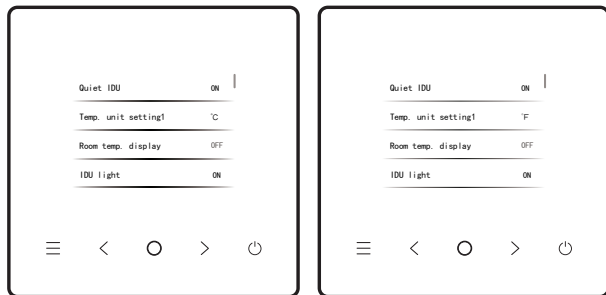 Quiet IDU ON
Temp. unit setting1 °C
Room temp. display OFF
IDU light ON
Quiet IDU ON
Temp. unit setting1 °F
Room temp. display OFF
IDU light ON